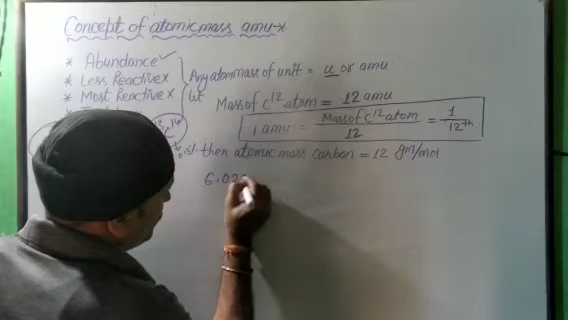 Concept of atomic mass amu→
* Abundance ✓
* Less Reactive ×
* Most Reactive ×
Any atom mass of unit = u or amu
let
Mass of C¹² atom = 12 amu
1 amu = Mass of C¹² atom / 12 = 1 / 12th
then atomic mass carbon = 12 gm/mol
6.02